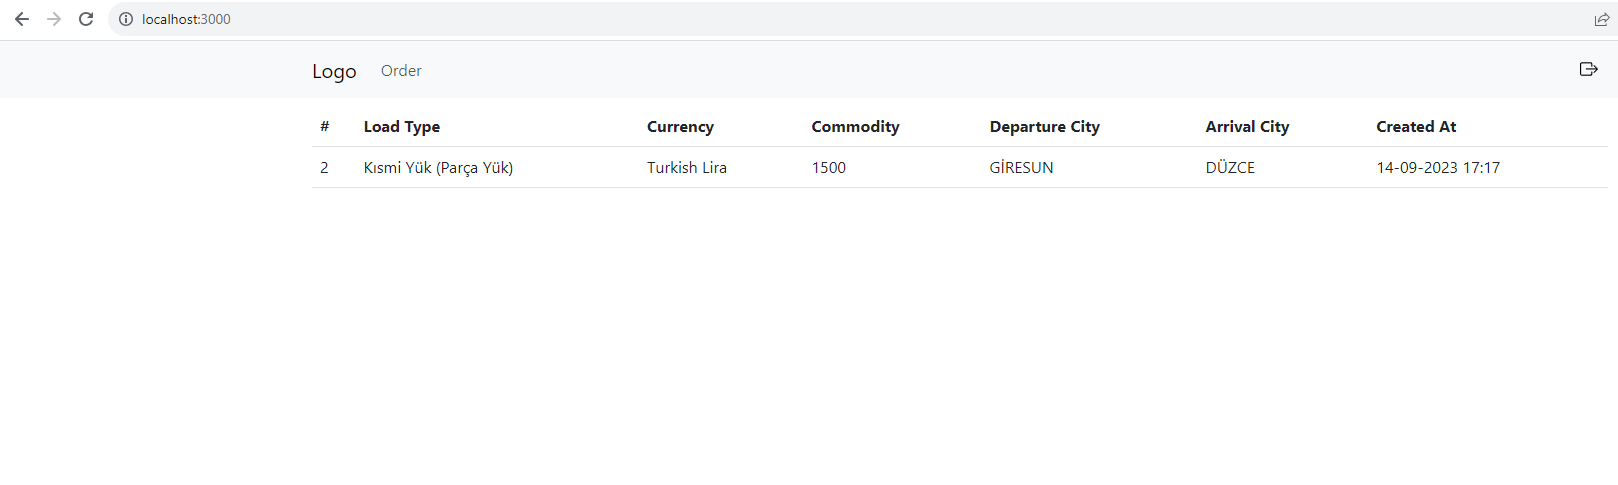 localhost:3000
Logo Order
# Load Type Currency Commodity Departure City Arrival City Created At
2 Kısmi Yük (Parça Yük) Turkish Lira 1500 GİRESUN DÜZCE 14-09-2023 17:17